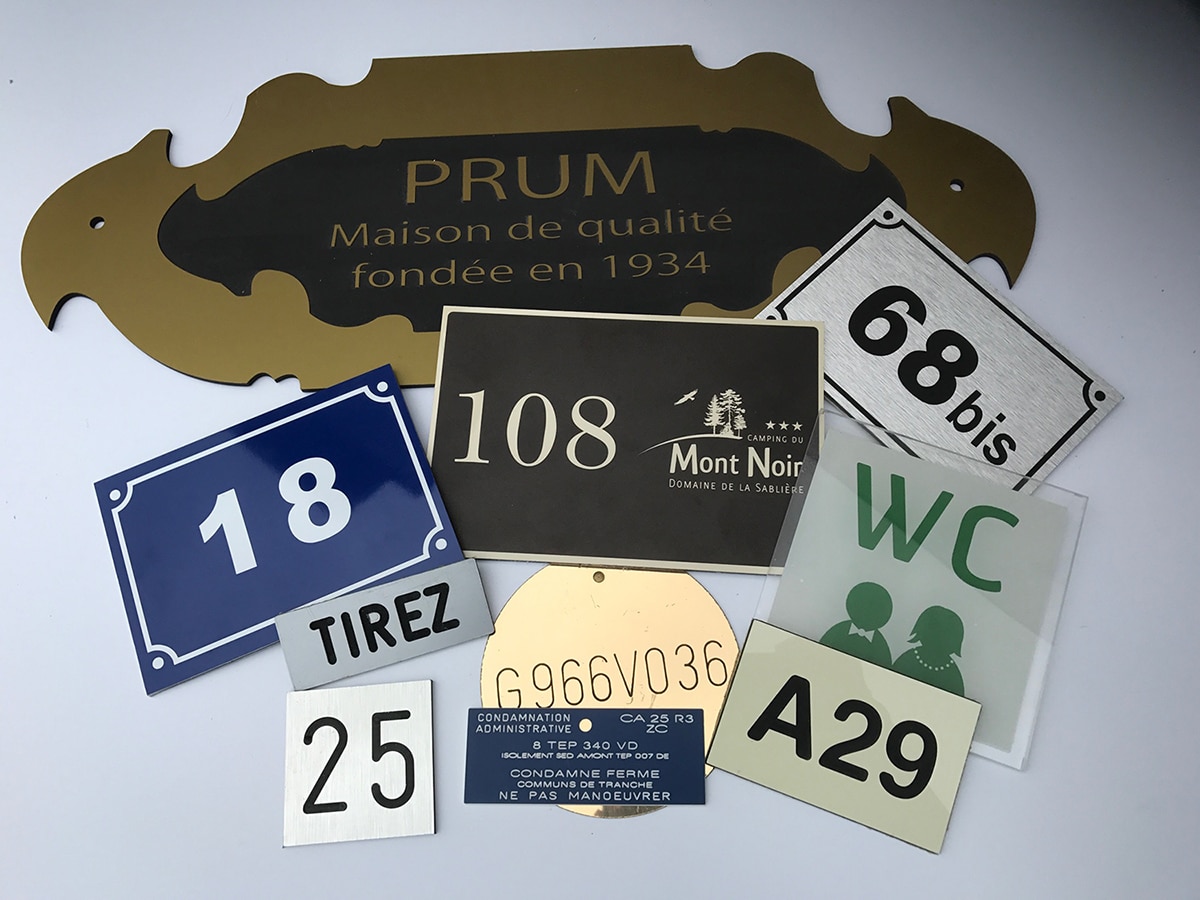 PRUM
Maison de qualité
fondée en 1934
68 bis
108
CAMPING DU
Mont Noir
DOMAINE DE LA SABLIÈRE
18
WC
TIREZ
G966V036
25
CONDAMNATION
ADMINISTRATIVE
CA 25 R3
ZC
8 TEP 340 VD
ISOLEMENT SED AMONT TEP 007 DE
CONDAMNE FERME
COMMUNS DE TRANCHE
NE PAS MANOEUVRER
A29